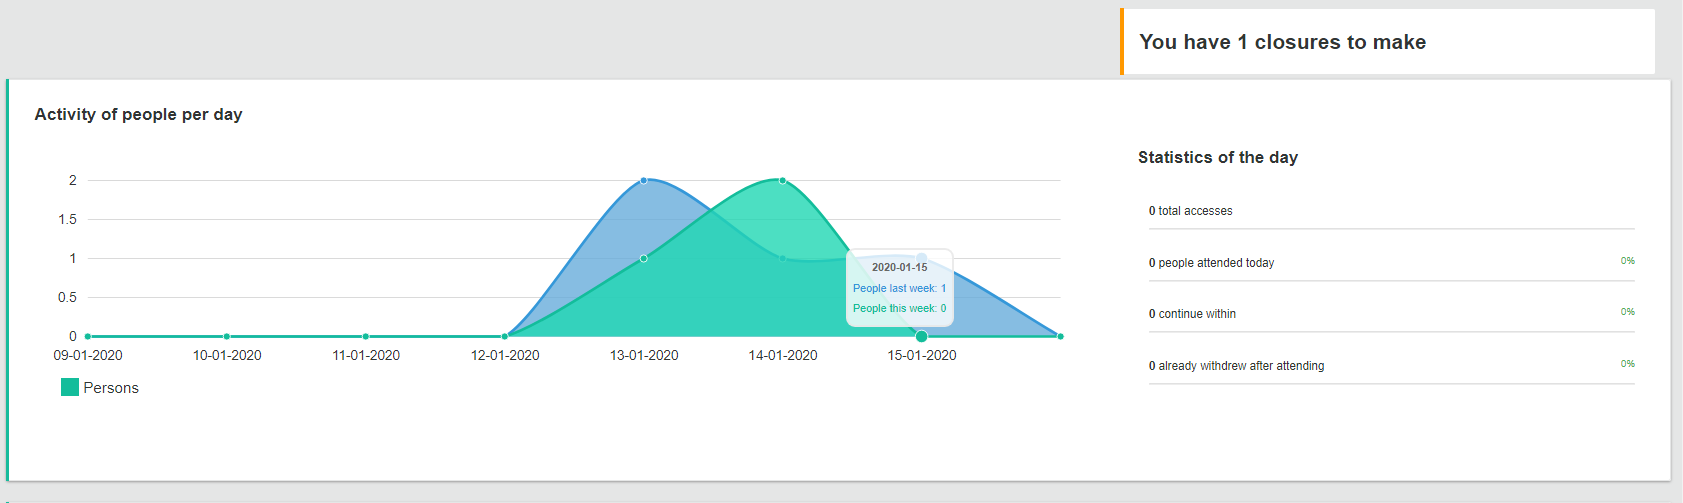 You have 1 closures to make
Activity of people per day
2
1.5
1
0.5
0
09-01-2020
10-01-2020
11-01-2020
12-01-2020
13-01-2020
14-01-2020
15-01-2020
2020-01-15
People last week: 1
People this week: 0
Persons
Statistics of the day
0 total accesses
0 people attended today 0%
0 continue within 0%
0 already withdrew after attending 0%